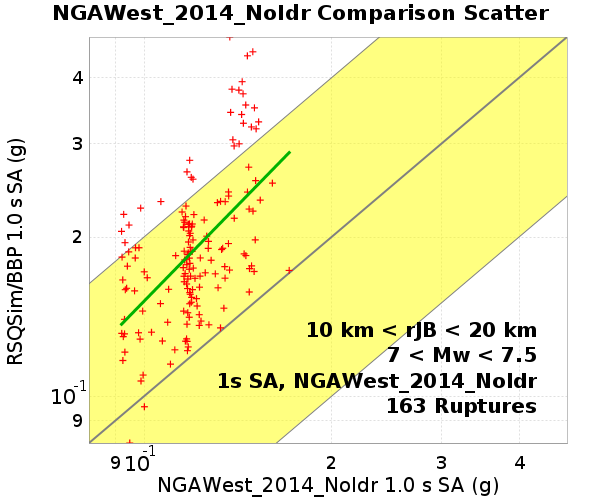 NGAWest_2014_NoIdr Comparison Scatter
RSQSim/BBP 1.0 s SA (g)
4
3
2
10-1
9
10 km < rJB < 20 km
7 < Mw < 7.5
1s SA, NGAWest_2014_NoIdr
163 Ruptures
9 10-1 2 3 4
NGAWest_2014_NoIdr 1.0 s SA (g)